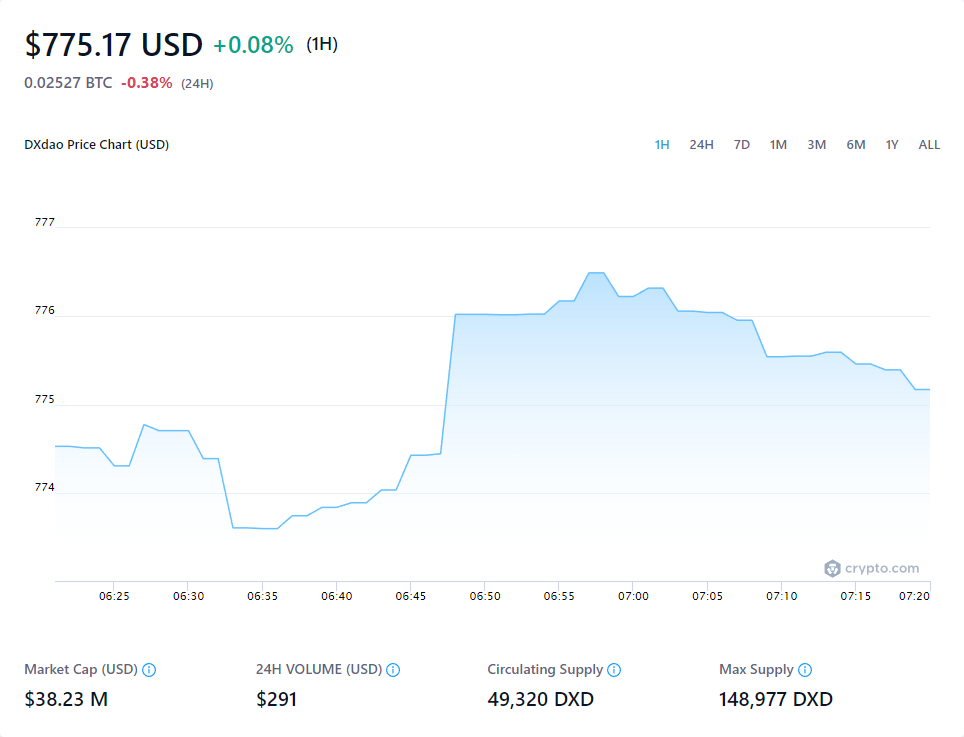 $775.17 USD +0.08% (1H)
0.02527 BTC -0.38% (24H)
DXdao Price Chart (USD) 1H 24H 7D 1M 3M 6M 1Y ALL
777
776
775
774
crypto.com
06:25 06:30 06:35 06:40 06:45 06:50 06:55 07:00 07:05 07:10 07:15 07:20
Market Cap (USD) 24H VOLUME (USD) Circulating Supply Max Supply
$38.23 M $291 49,320 DXD 148,977 DXD